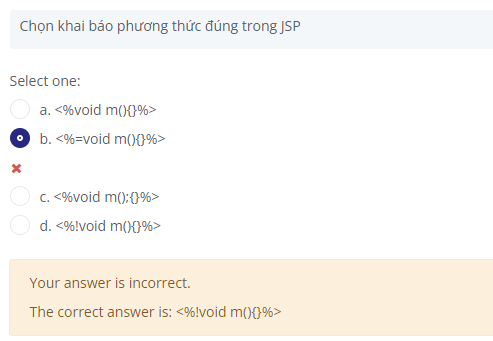 Chọn khai báo phương thức đúng trong JSP
Select one:
a. <%void m(){}%>
b. <%=void m(){}%>
c. <%void m();{}%>
d. <%!void m(){}%>
Your answer is incorrect.
The correct answer is: <%!void m(){}%>